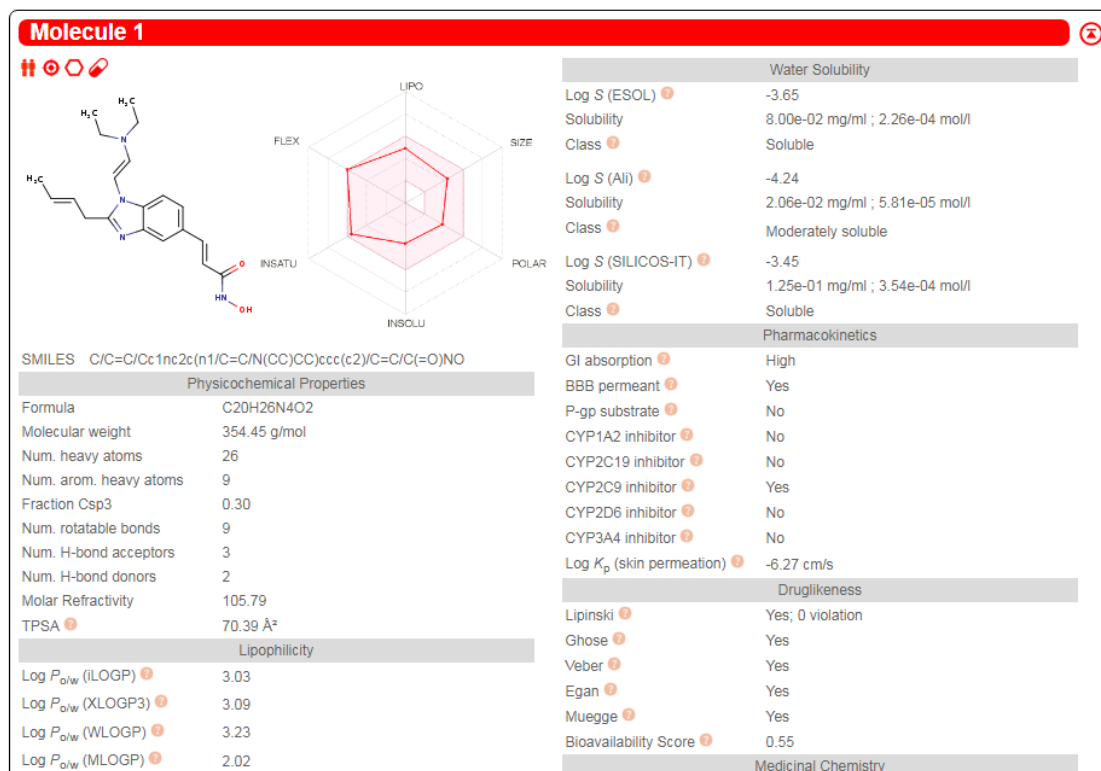 Molecule 1
H₃C
CH₃
N
H₃C
N
N
O
HN
OH
LIPO
FLEX
SIZE
INSATU
POLAR
INSOLU
SMILES C/C=C/Cc1nc2c(n1/C=C/N(CC)CC)ccc(c2)/C=C/C(=O)NO
Physicochemical Properties
Formula C20H26N4O2
Molecular weight 354.45 g/mol
Num. heavy atoms 26
Num. arom. heavy atoms 9
Fraction Csp3 0.30
Num. rotatable bonds 9
Num. H-bond acceptors 3
Num. H-bond donors 2
Molar Refractivity 105.79
TPSA ? 70.39 Å²
Lipophilicity
Log Po/w (iLOGP) ? 3.03
Log Po/w (XLOGP3) ? 3.09
Log Po/w (WLOGP) ? 3.23
Log Po/w (MLOGP) ? 2.02
Water Solubility
Log S (ESOL) ? -3.65
Solubility 8.00e-02 mg/ml ; 2.26e-04 mol/l
Class ? Soluble
Log S (Ali) ? -4.24
Solubility 2.06e-02 mg/ml ; 5.81e-05 mol/l
Class ? Moderately soluble
Log S (SILICOS-IT) ? -3.45
Solubility 1.25e-01 mg/ml ; 3.54e-04 mol/l
Class ? Soluble
Pharmacokinetics
GI absorption ? High
BBB permeant ? Yes
P-gp substrate ? No
CYP1A2 inhibitor ? No
CYP2C19 inhibitor ? No
CYP2C9 inhibitor ? Yes
CYP2D6 inhibitor ? No
CYP3A4 inhibitor ? No
Log Kp (skin permeation) ? -6.27 cm/s
Druglikeness
Lipinski ? Yes; 0 violation
Ghose ? Yes
Veber ? Yes
Egan ? Yes
Muegge ? Yes
Bioavailability Score ? 0.55
Medicinal Chemistry